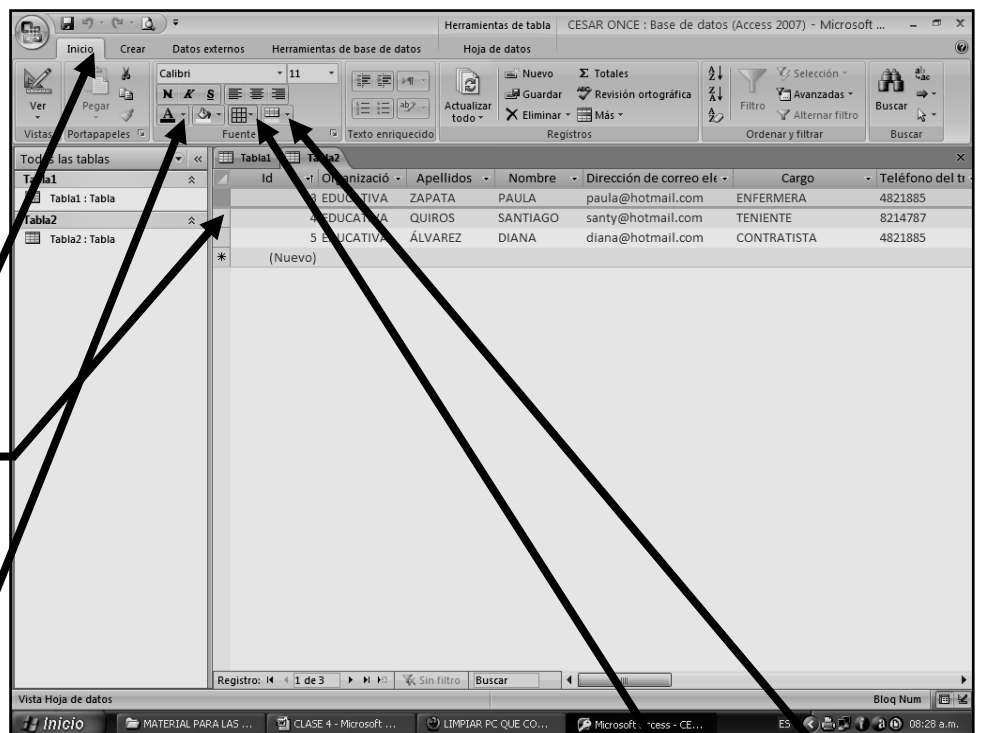 Herramientas de tabla CESAR ONCE : Base de datos (Access 2007) - Microsoft ...
Inicio Crear Datos externos Herramientas de base de datos Hoja de datos
Calibri 11
N K S
A
Ver
Pegar
Actualizar todo
Nuevo
Guardar
Eliminar
Σ Totales
Revisión ortográfica
Más
Filtro
Selección
Avanzadas
Alternar filtro
Buscar
Vistas Portapapeles Fuente Texto enriquecido Registros Ordenar y filtrar Buscar
Todas las tablas
Tabla1
Tabla1 : Tabla
Tabla2
Tabla2 : Tabla
Tabla1 Tabla2
Id Organizació Apellidos Nombre Dirección de correo ele Cargo Teléfono del tr
3 EDUCATIVA ZAPATA PAULA paula@hotmail.com ENFERMERA 4821885
4 EDUCATIVA QUIROS SANTIAGO santy@hotmail.com TENIENTE 8214787
5 EDUCATIVA ÁLVAREZ DIANA diana@hotmail.com CONTRATISTA 4821885
* (Nuevo)
Registro: 1 de 3 Sin filtro Buscar
Vista Hoja de datos Bloq Num
Inicio MATERIAL PARA LAS ... CLASE 4 - Microsoft ... LIMPIAR PC QUE CO... Microsoft Access - CE... ES 08:28 a.m.